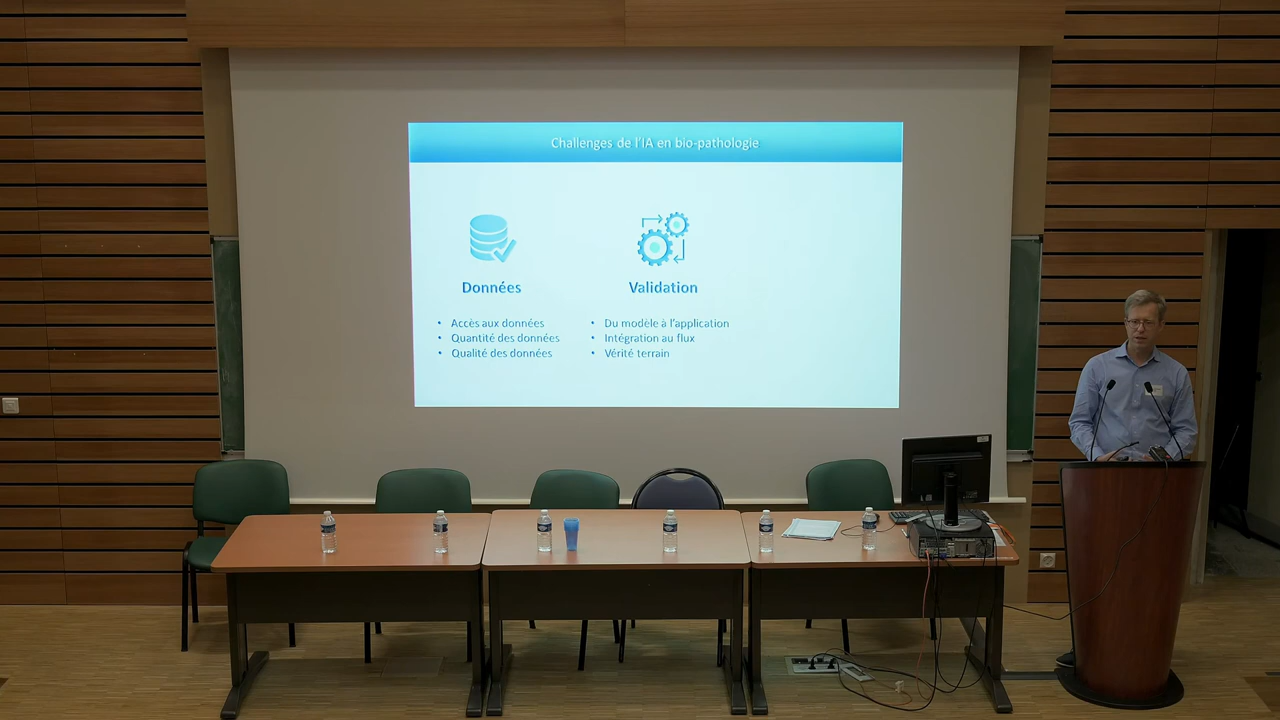 Challenges de l'IA en bio-pathologie
Données
• Accès aux données
• Quantité des données
• Qualité des données
Validation
• Du modèle à l'application
• Intégration au flux
• Vérité terrain